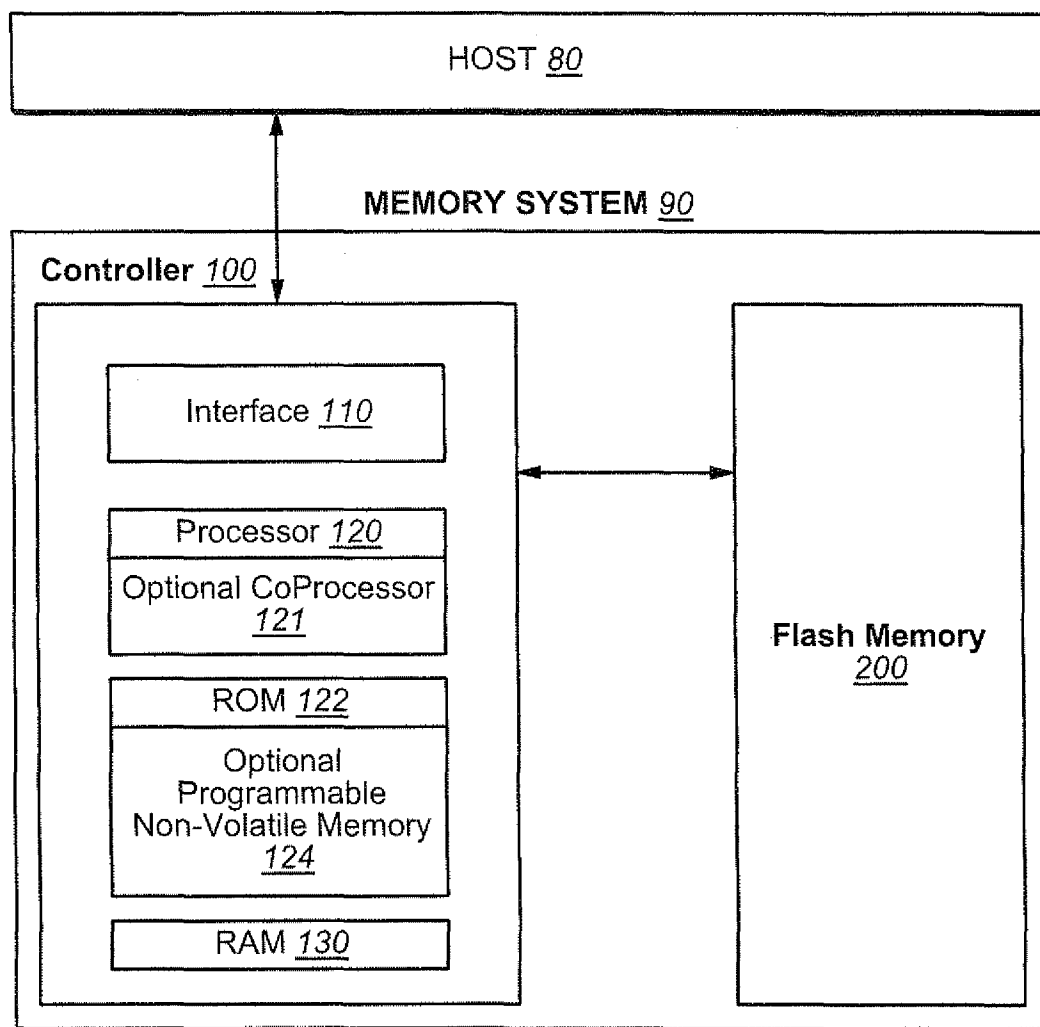 HOST 80
MEMORY SYSTEM 90
Controller 100
Interface 110
Processor 120
Optional CoProcessor
121
ROM 122
Optional
Programmable
Non-Volatile Memory
124
RAM 130
Flash Memory
200